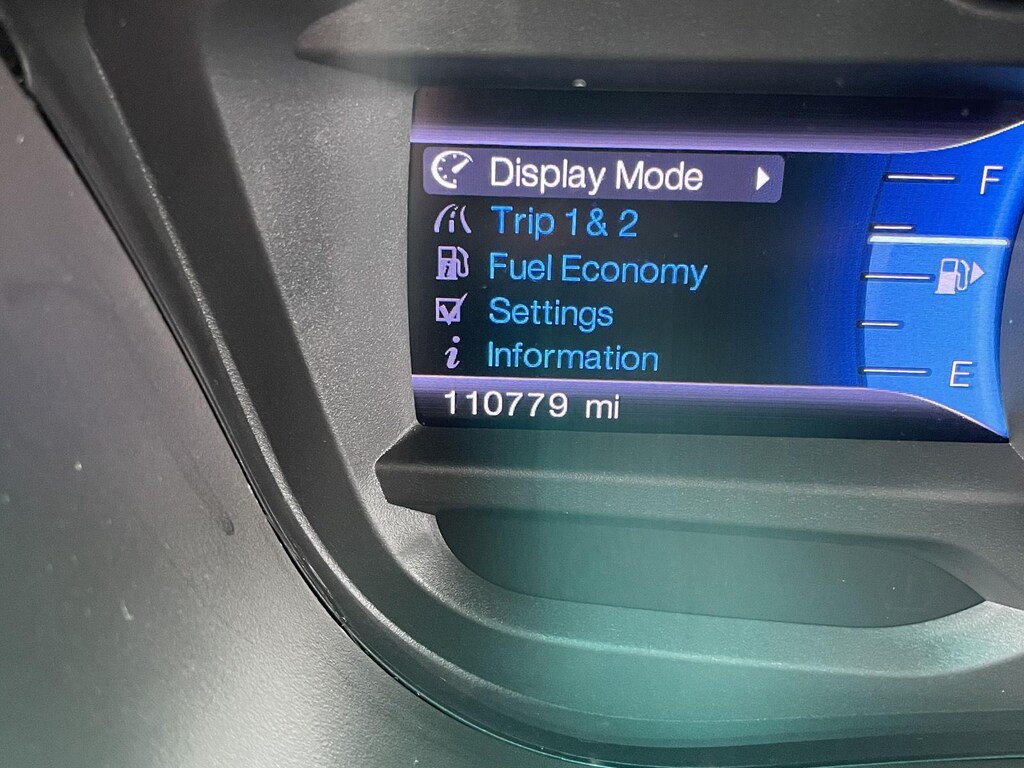 Display Mode
Trip 1 & 2
Fuel Economy
Settings
Information
110779 mi
F
E